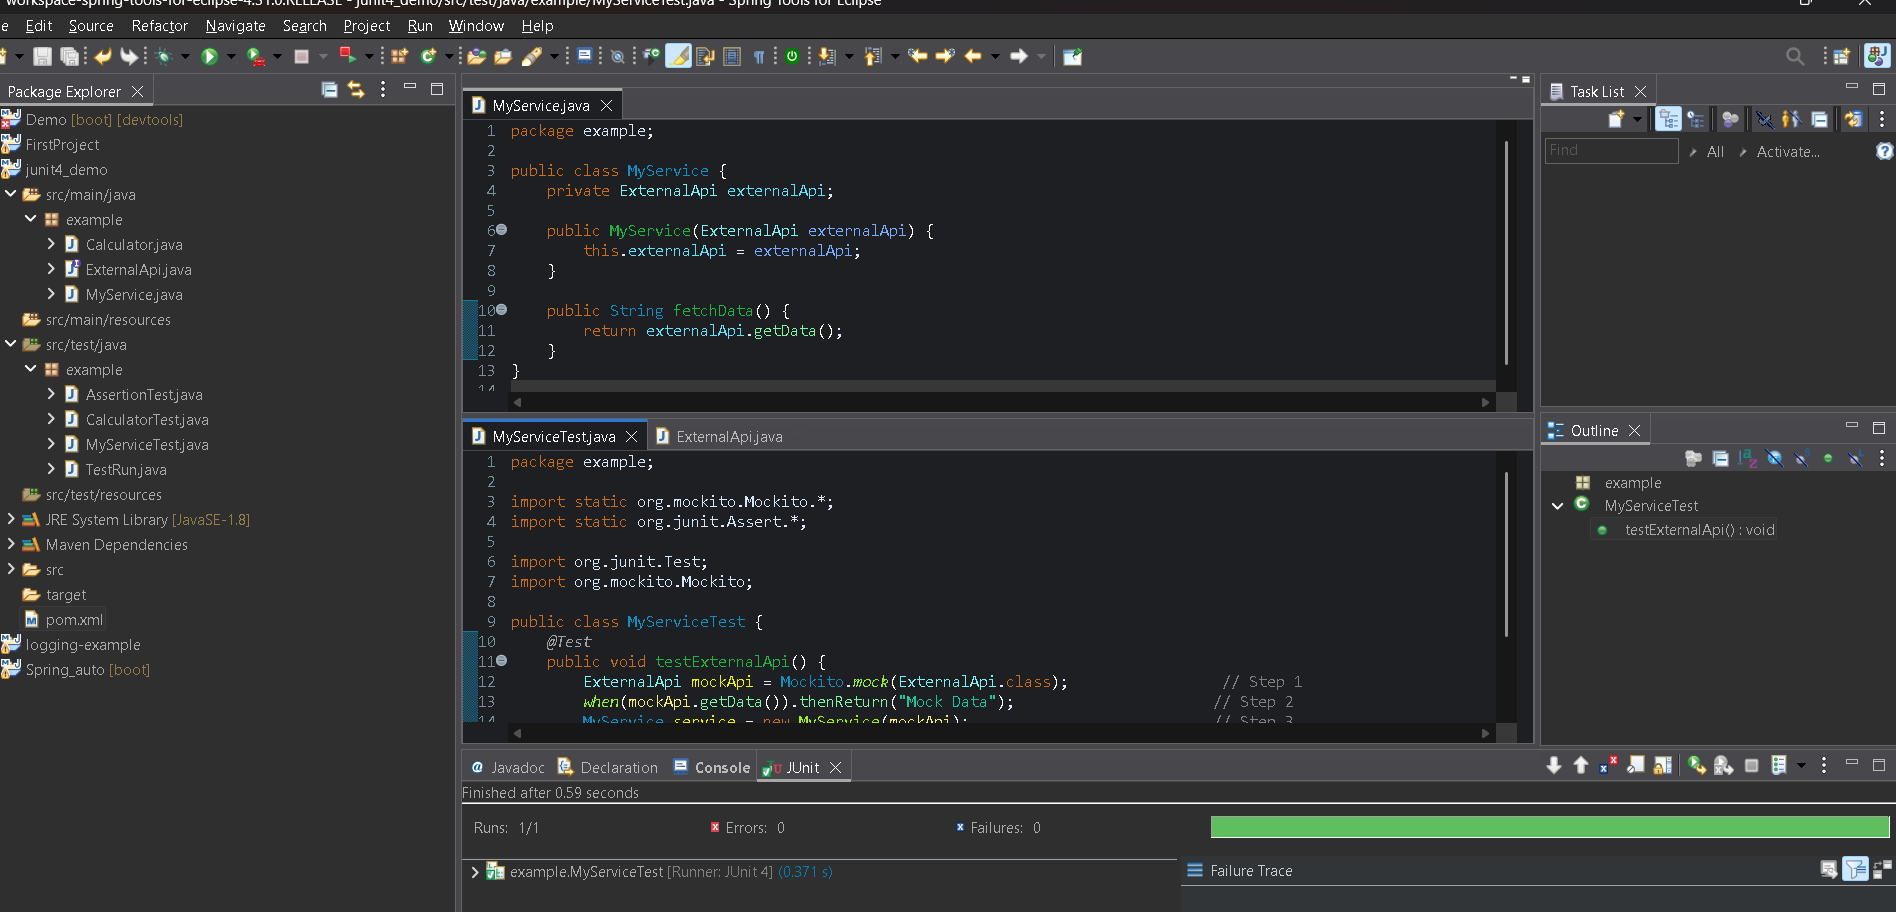 workspace-spring-tools-for-eclipse-4.31.0.RELEASE - junit4_demo/src/test/java/example/MyServiceTest.java - Spring Tools for Eclipse
e Edit Source Refactor Navigate Search Project Run Window Help
Package Explorer
Demo [boot] [devtools]
FirstProject
junit4_demo
src/main/java
example
Calculator.java
ExternalApi.java
MyService.java
src/main/resources
src/test/java
example
AssertionTest.java
CalculatorTest.java
MyServiceTest.java
TestRun.java
src/test/resources
JRE System Library [JavaSE-1.8]
Maven Dependencies
src
target
pom.xml
logging-example
Spring_auto [boot]
MyService.java
1 package example;
2
3 public class MyService {
4     private ExternalApi externalApi;
5
6     public MyService(ExternalApi externalApi) {
7         this.externalApi = externalApi;
8     }
9
10     public String fetchData() {
11         return externalApi.getData();
12     }
13 }
14
MyServiceTest.java ExternalApi.java
1 package example;
2
3 import static org.mockito.Mockito.*;
4 import static org.junit.Assert.*;
5
6 import org.junit.Test;
7 import org.mockito.Mockito;
8
9 public class MyServiceTest {
10     @Test
11     public void testExternalApi() {
12         ExternalApi mockApi = Mockito.mock(ExternalApi.class); // Step 1
13         when(mockApi.getData()).thenReturn("Mock Data"); // Step 2
14         MyService service = new MyService(mockApi); // Step 3
Task List
Find All Activate...
Outline
example
MyServiceTest
testExternalApi() : void
Javadoc Declaration Console JUnit
Finished after 0.59 seconds
Runs: 1/1 Errors: 0 Failures: 0
example.MyServiceTest [Runner: JUnit 4] (0.371 s)
Failure Trace